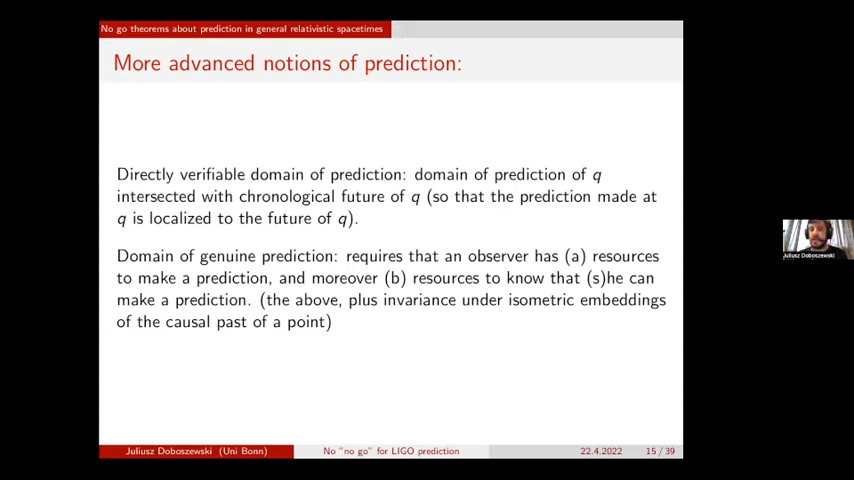 No go theorems about prediction in general relativistic spacetimes
More advanced notions of prediction:
Directly verifiable domain of prediction: domain of prediction of q
intersected with chronological future of q (so that the prediction made at
q is localized to the future of q).
Domain of genuine prediction: requires that an observer has (a) resources
to make a prediction, and moreover (b) resources to know that (s)he can
make a prediction. (the above, plus invariance under isometric embeddings
of the causal past of a point)
Juliusz Doboszewski
Juliusz Doboszewski (Uni Bonn)
No "no go" for LIGO prediction
22.4.2022
15 / 39